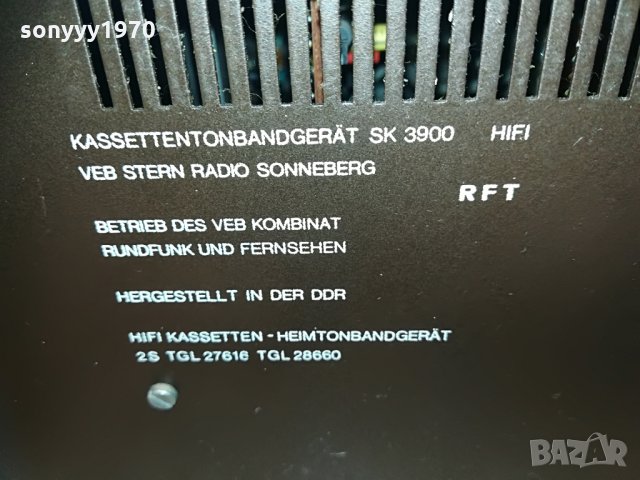 sonyyy1970
KASSETTENTONBANDGERÄT SK 3900 HIFI
VEB STERN RADIO SONNEBERG
RFT
BETRIEB DES VEB KOMBINAT
RUNDFUNK UND FERNSEHEN
HERGESTELLT IN DER DDR
HIFI KASSETTEN - HEIMTONBANDGERÄT
2S TGL 27616 TGL 28660
BAZAR